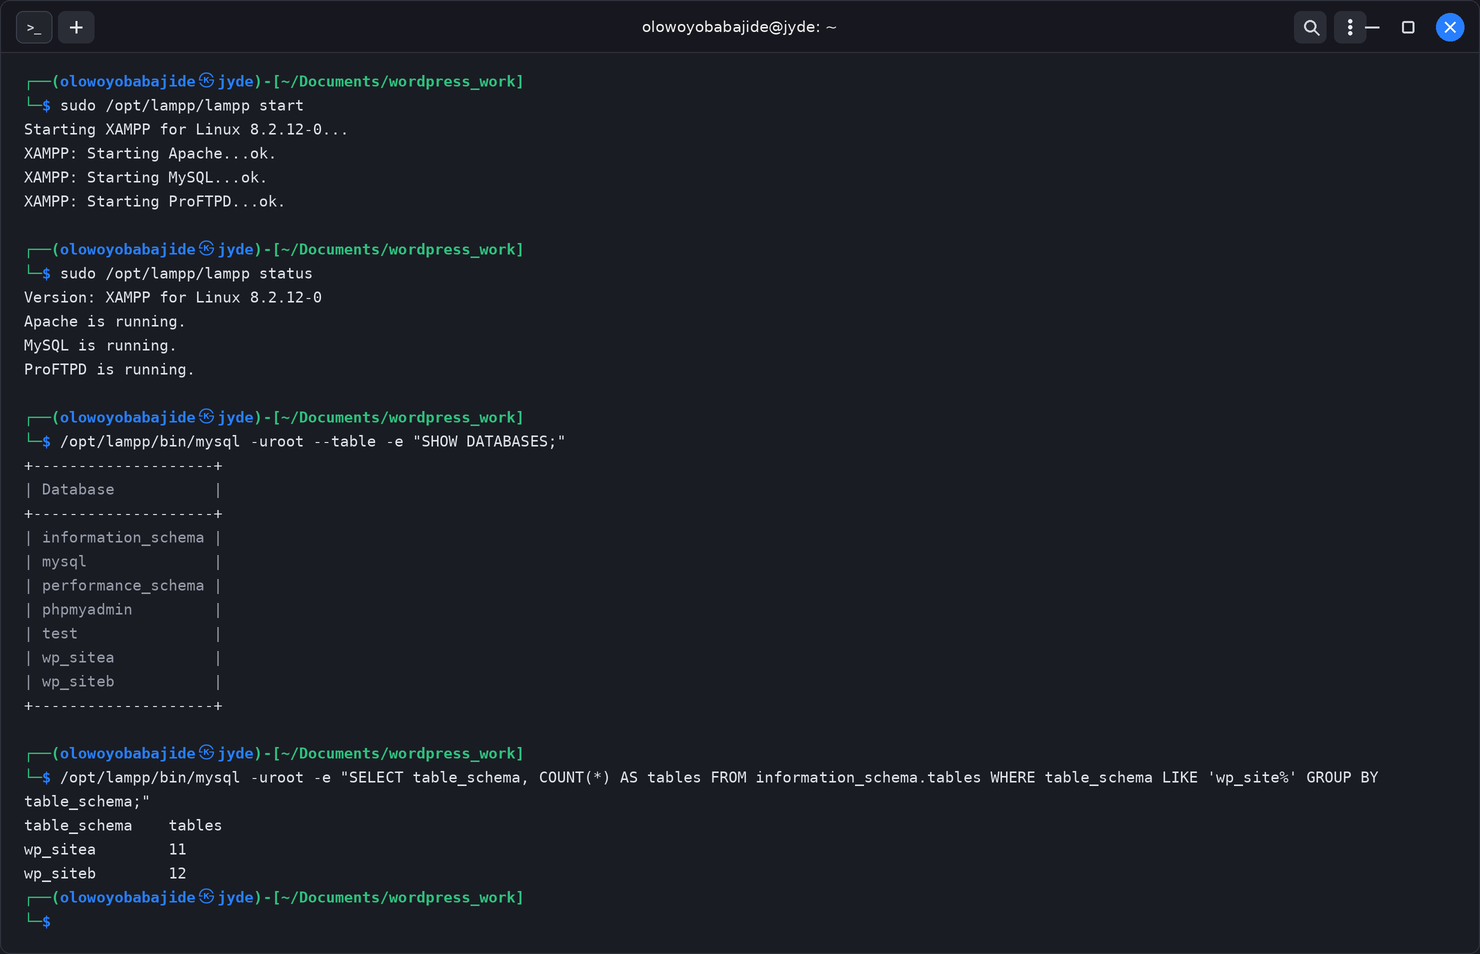 >_ + olowoyobabajide@jyde: ~
┌──(olowoyobabajide㉿jyde)-[~/Documents/wordpress_work]
└─$ sudo /opt/lampp/lampp start
Starting XAMPP for Linux 8.2.12-0...
XAMPP: Starting Apache...ok.
XAMPP: Starting MySQL...ok.
XAMPP: Starting ProFTPD...ok.
┌──(olowoyobabajide㉿jyde)-[~/Documents/wordpress_work]
└─$ sudo /opt/lampp/lampp status
Version: XAMPP for Linux 8.2.12-0
Apache is running.
MySQL is running.
ProFTPD is running.
┌──(olowoyobabajide㉿jyde)-[~/Documents/wordpress_work]
└─$ /opt/lampp/bin/mysql -uroot --table -e "SHOW DATABASES;"
+--------------------+
| Database           |
+--------------------+
| information_schema |
| mysql              |
| performance_schema |
| phpmyadmin         |
| test               |
| wp_sitea           |
| wp_siteb           |
+--------------------+
┌──(olowoyobabajide㉿jyde)-[~/Documents/wordpress_work]
└─$ /opt/lampp/bin/mysql -uroot -e "SELECT table_schema, COUNT(*) AS tables FROM information_schema.tables WHERE table_schema LIKE 'wp_site%' GROUP BY
table_schema;"
table_schema    tables
wp_sitea        11
wp_siteb        12
┌──(olowoyobabajide㉿jyde)-[~/Documents/wordpress_work]
└─$